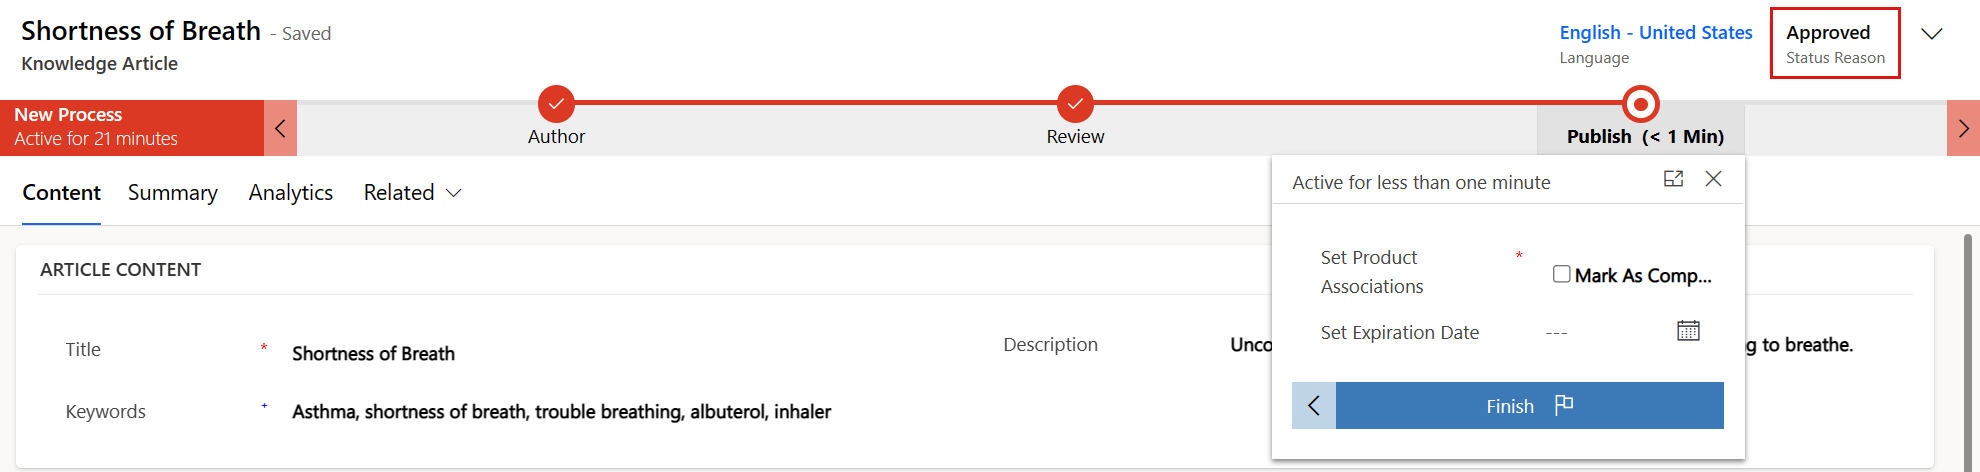 Shortness of Breath - Saved
Knowledge Article
English - United States
Language
Approved
Status Reason
New Process
Active for 21 minutes
Author
Review
Publish (< 1 Min)
Content Summary Analytics Related
Active for less than one minute
Set Product Associations *
Mark As Comp...
Set Expiration Date ---
Finish
ARTICLE CONTENT
Title * Shortness of Breath
Description Unco g to breathe.
Keywords + Asthma, shortness of breath, trouble breathing, albuterol, inhaler